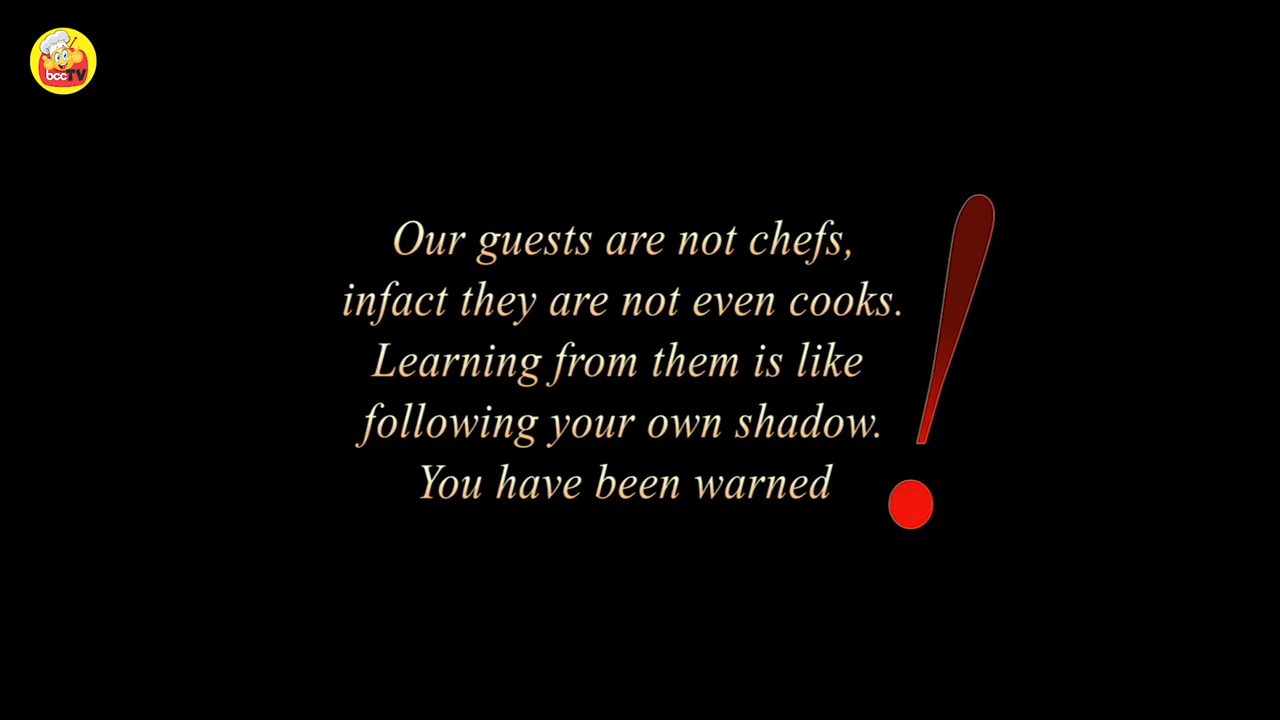 bccTV
Our guests are not chefs,
infact they are not even cooks.
Learning from them is like
following your own shadow.
You have been warned !